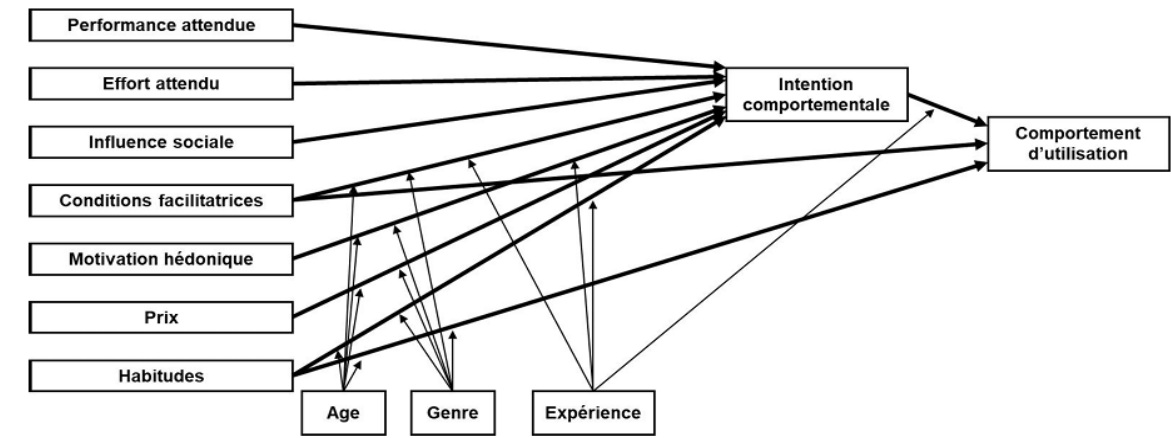 Performance attendue
Effort attendu
Influence sociale
Conditions facilitatrices
Motivation hédonique
Prix
Habitudes
Intention
comportementale
Comportement
d’utilisation
Age
Genre
Expérience